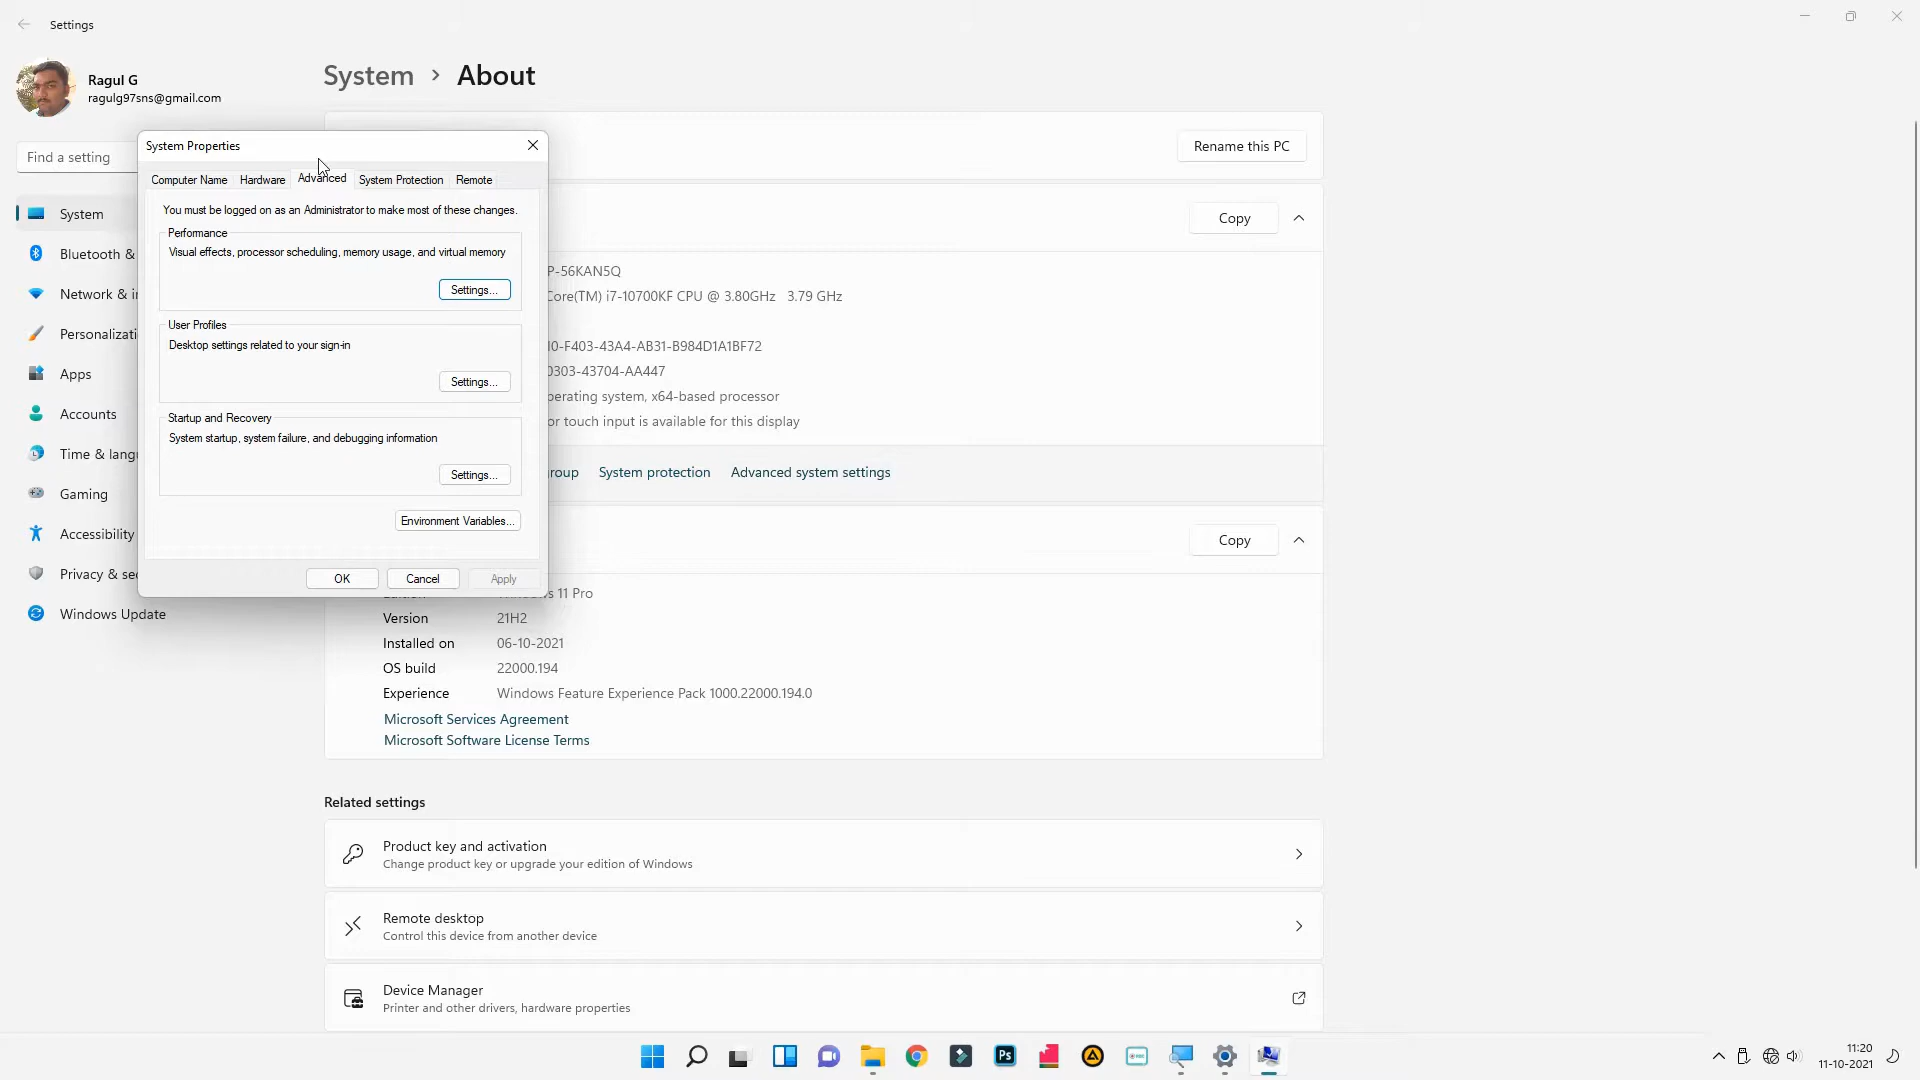 Settings
Ragul G
ragulg97sns@gmail.com
System > About
Find a setting
System Properties
Rename this PC
Computer Name Hardware Advanced System Protection Remote
You must be logged on as an Administrator to make most of these changes.
System
Copy
Performance
Visual effects, processor scheduling, memory usage, and virtual memory
Bluetooth &
P-56KAN5Q
Settings...
Network & i
Core(TM) i7-10700KF CPU @ 3.80GHz 3.79 GHz
User Profiles
Desktop settings related to your sign-in
Personalizati
0-F403-43A4-AB31-B984D1A1BF72
Apps
0303-43704-AA447
Settings...
perating system, x64-based processor
Accounts
or touch input is available for this display
Startup and Recovery
System startup, system failure, and debugging information
Time & langu
Settings...
group System protection Advanced system settings
Gaming
Environment Variables...
Accessibility
Copy
Privacy & se
OK Cancel Apply
11 Pro
Windows Update
Version 21H2
Installed on 06-10-2021
OS build 22000.194
Experience Windows Feature Experience Pack 1000.22000.194.0
Microsoft Services Agreement
Microsoft Software License Terms
Related settings
Product key and activation
Change product key or upgrade your edition of Windows
Remote desktop
Control this device from another device
Device Manager
Printer and other drivers, hardware properties
Ps
11:20
11-10-2021